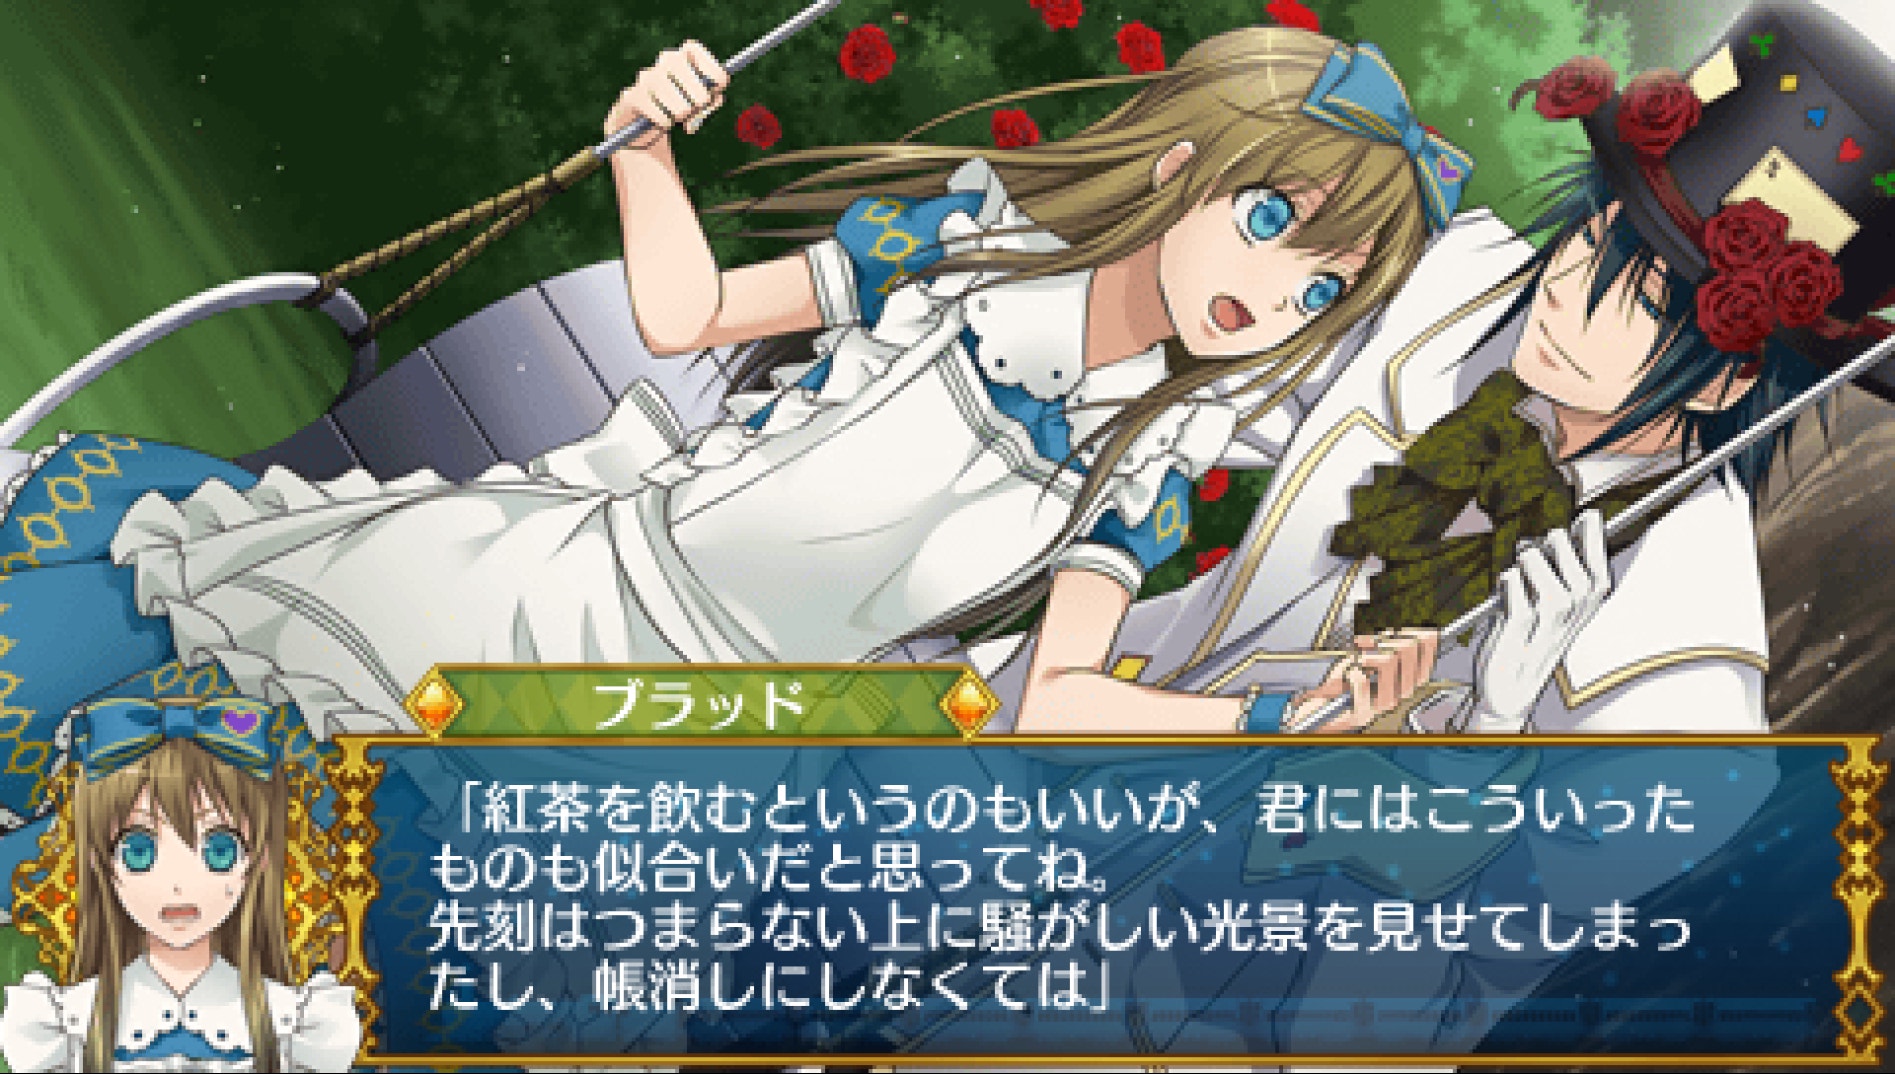 ブラッド
「紅茶を飲むというのもいいが、君にはこういった
ものも似合いだと思ってね。
先刻はつまらない上に騒がしい光景を見せてしまっ
たし、帳消しにしなくては」